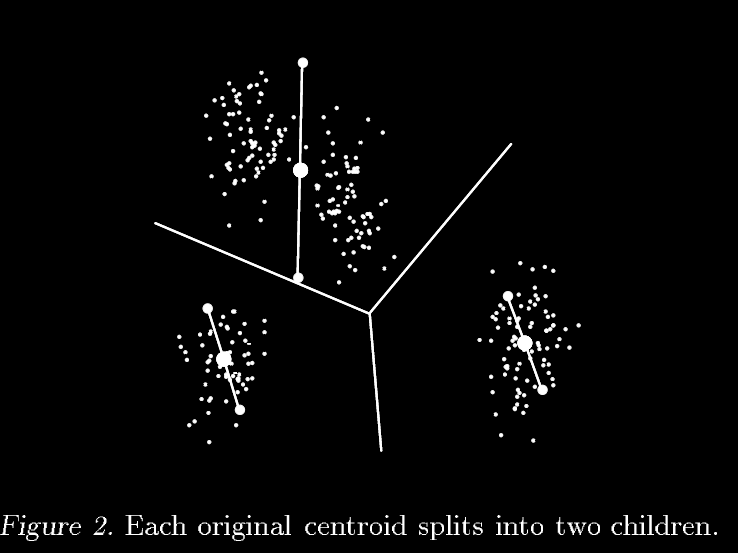 Figure 2. Each original centroid splits into two children.